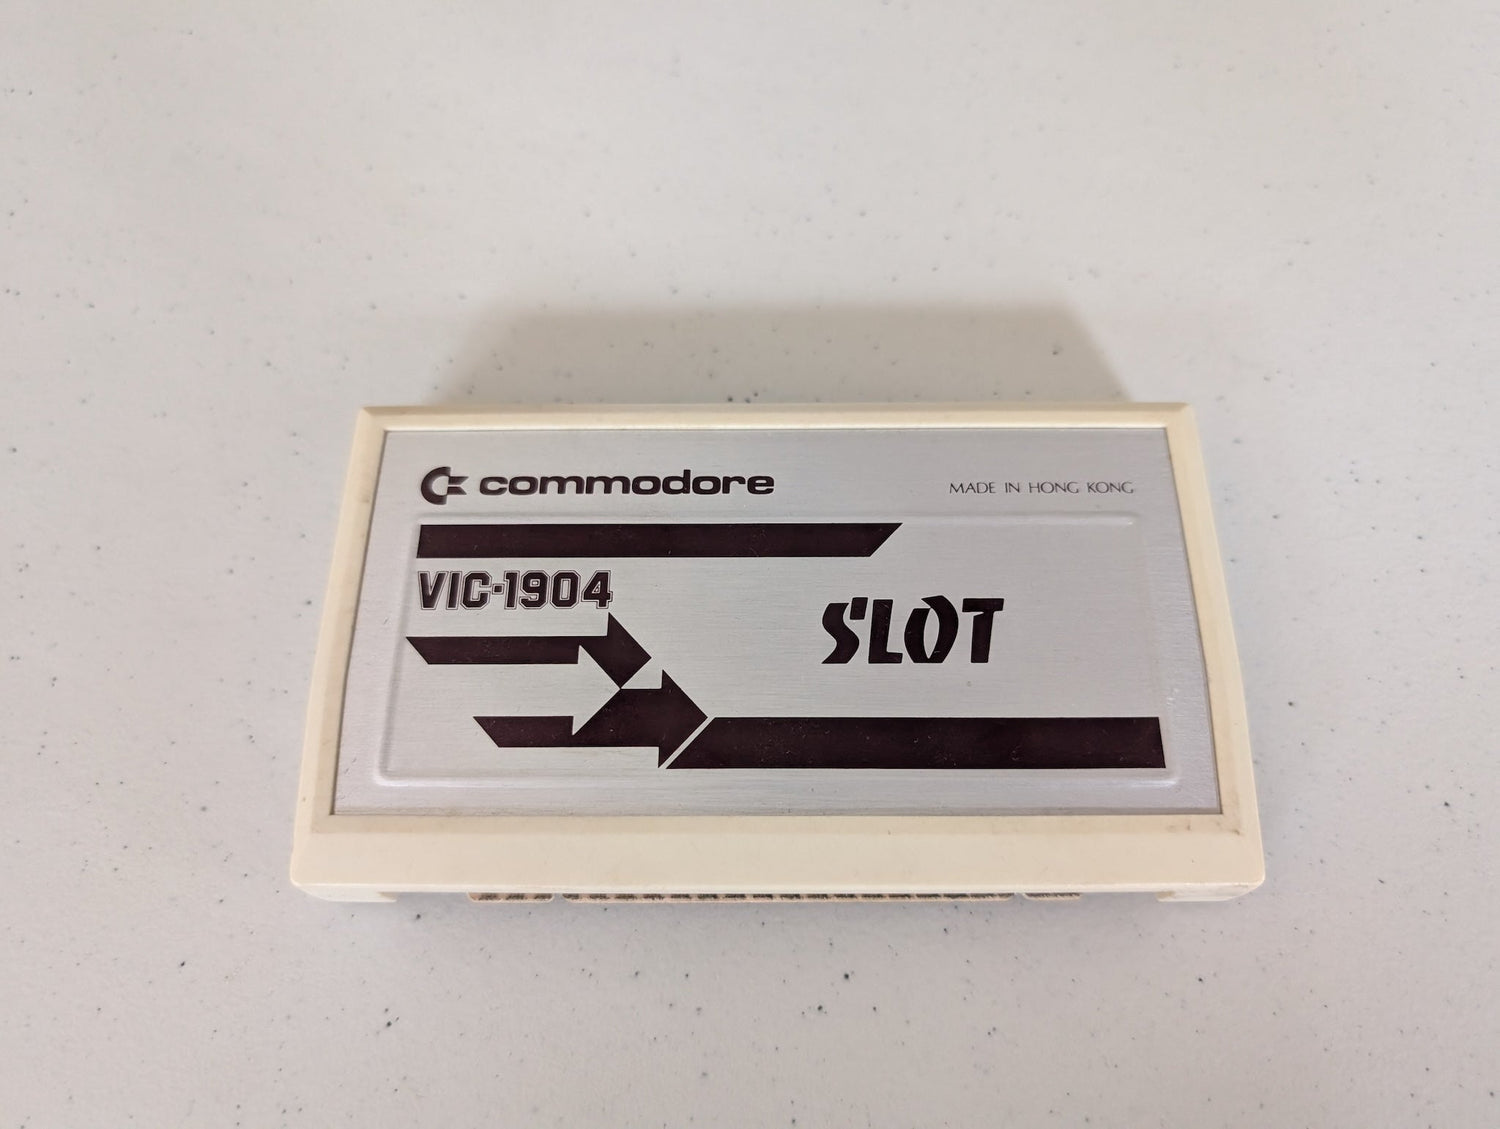 commodore
MADE IN HONG KONG
VIC-1904
SLOT